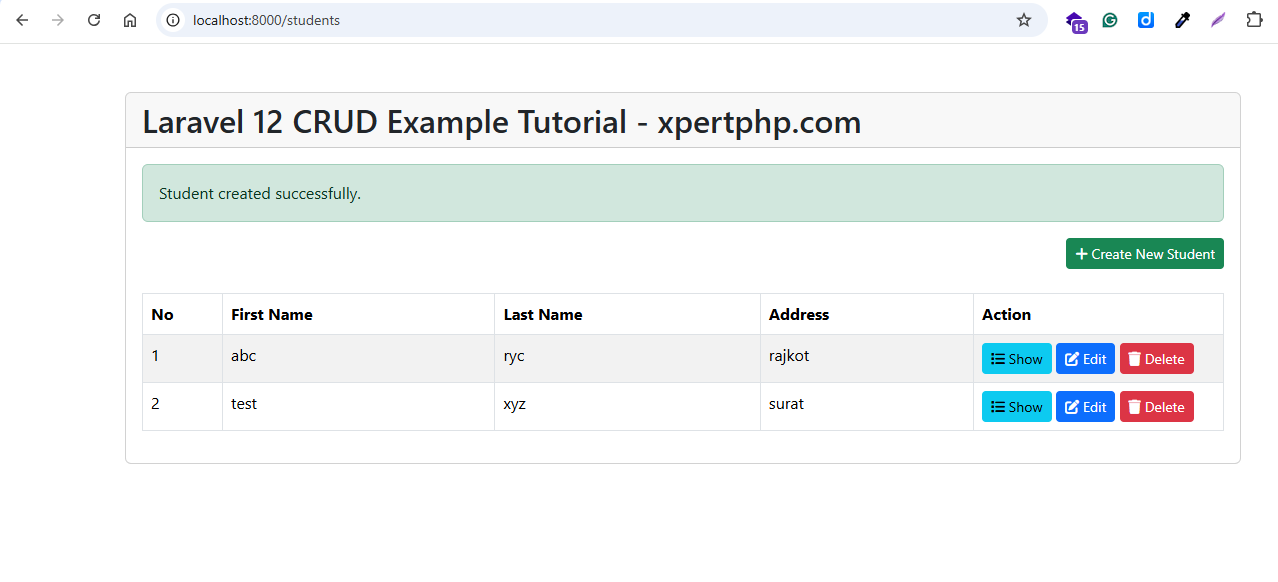 localhost:8000/students
15
Laravel 12 CRUD Example Tutorial - xpertphp.com
Student created successfully.
Create New Student
No First Name Last Name Address Action
1 abc ryc rajkot Show Edit Delete
2 test xyz surat Show Edit Delete